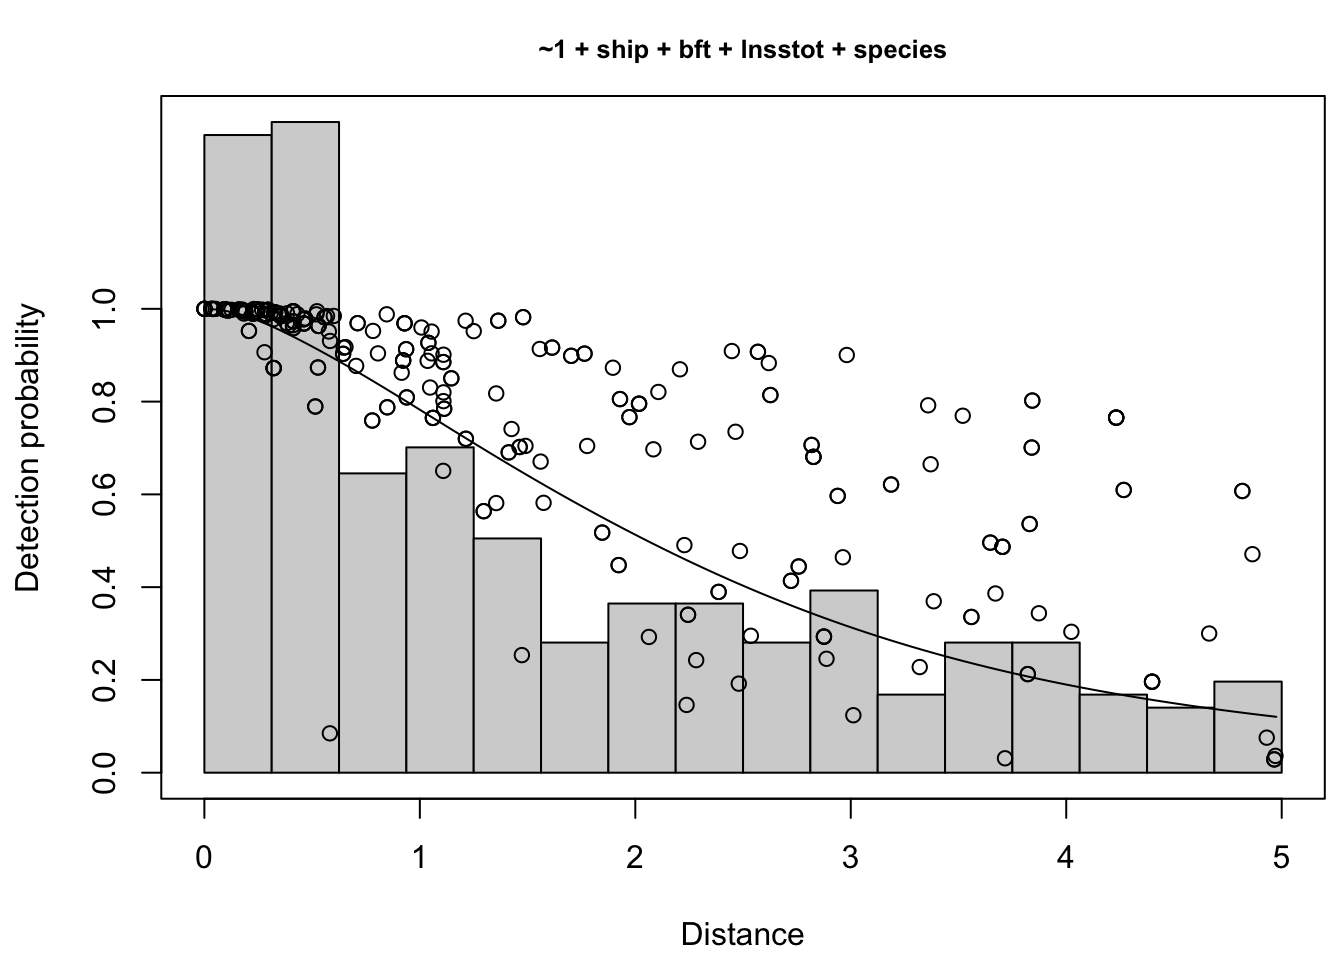 ~1 + ship + bft + lnsstot + species
Detection probability
1.0
0.8
0.6
0.4
0.2
0.0
0 1 2 3 4 5
Distance